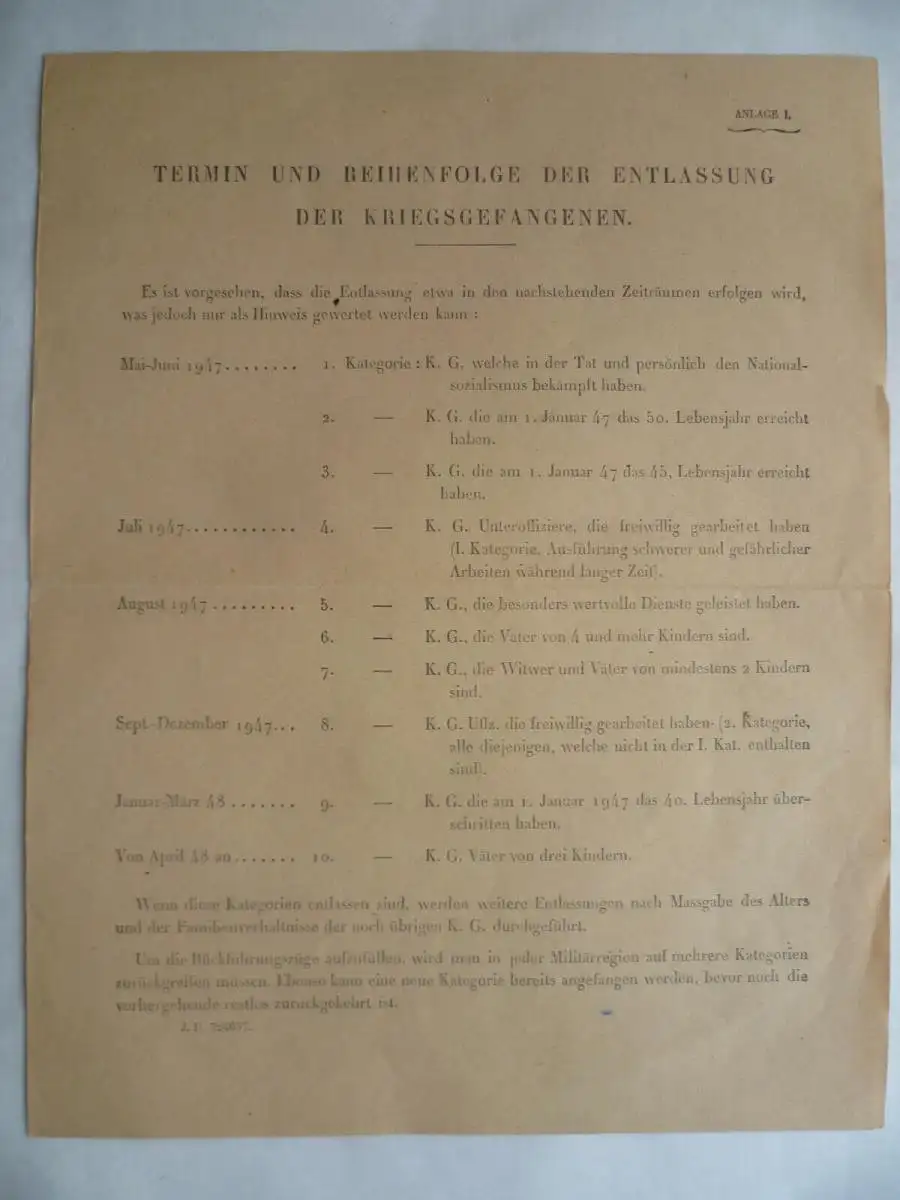 ANLAGE I.
TERMIN UND REIHENFOLGE DER ENTLASSUNG
DER KRIEGSGEFANGENEN.
Es ist vorgesehen, dass die Entlassung etwa in den nachstehenden Zeiträumen erfolgen wird,
was jedoch nur als Hinweis gewertet werden kann :
Mai-Juni 1947........ 1. Kategorie : K. G. welche in der Tat und persönlich den National-
sozialismus bekämpft haben.
2. — K. G. die am 1. Januar 47 das 50. Lebensjahr erreicht
haben.
3. — K. G. die am 1. Januar 47 das 45. Lebensjahr erreicht
haben.
Juli 1947............ 4. — K. G. Unteroffiziere, die freiwillig gearbeitet haben
(I. Kategorie. Ausführung schwerer und gefährlicher
Arbeiten während langer Zeit).
August 1947......... 5. — K. G., die besonders wertvolle Dienste geleistet haben.
6. — K. G., die Vater von 4 und mehr Kindern sind.
7. — K. G., die Witwer und Väter von mindestens 2 Kindern
sind.
Sept.-Dezember 1947... 8. — K. G. Uffz. die freiwillig gearbeitet haben (2. Kategorie,
alle diejenigen, welche nicht in der I. Kat. enthalten
sind).
Januar-März 48....... 9. — K. G. die am 1. Januar 1947 das 40. Lebensjahr über-
schritten haben.
Von April 48 an....... 10. — K. G. Väter von drei Kindern.
Wenn diese Kategorien entlassen sind, werden weitere Entlassungen nach Massgabe des Alters
und der Familienverhältnisse der noch übrigen K. G. durchgeführt.
Um die Rückführungszüge aufzufüllen, wird man in jeder Militärregion auf mehrere Kategorien
zurückgreifen müssen. Ebenso kann eine neue Kategorie bereits angefangen werden, bevor noch die
vorhergehende restlos zurückgekehrt ist.